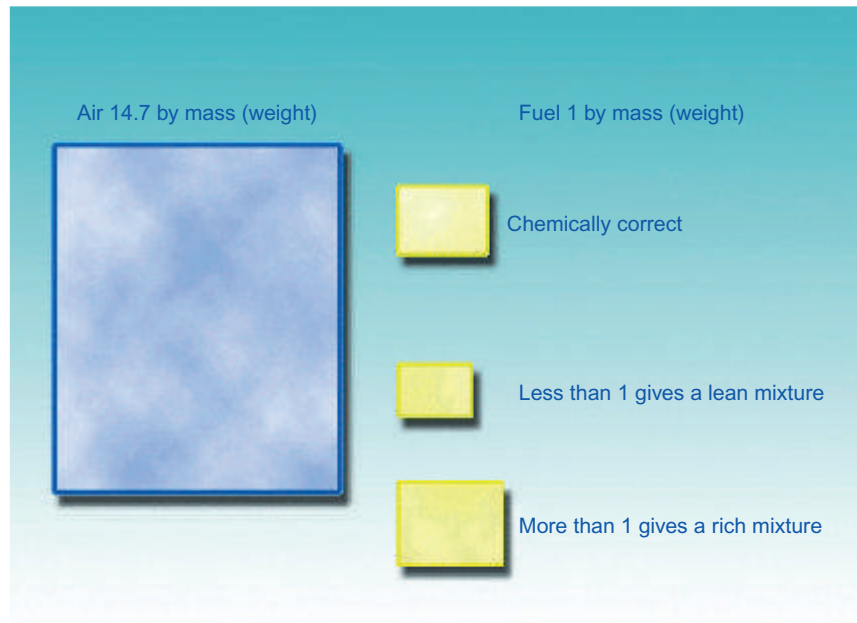 Air 14.7 by mass (weight)
Fuel 1 by mass (weight)
Chemically correct
Less than 1 gives a lean mixture
More than 1 gives a rich mixture